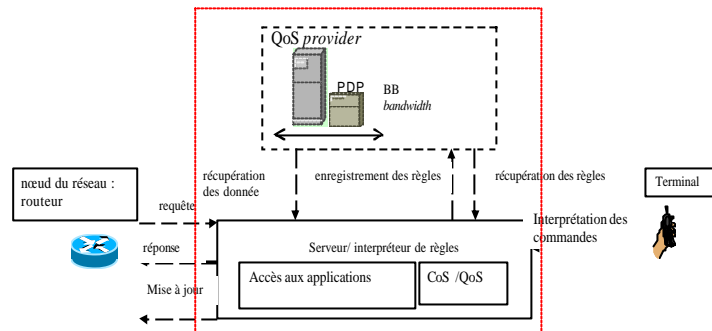 QoS provider
PDP
BB
bandwidth
nœud du réseau :
routeur
récupération
des donnée
enregistrement des règles
récupération des règles
Terminal
requête
Interprétation des
commandes
réponse
Serveur/ interpréteur de règles
Mise à jour
Accès aux applications
CoS /QoS